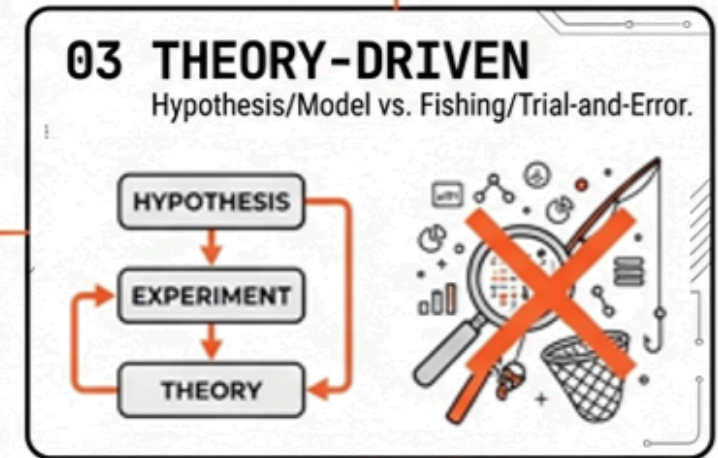 03 THEORY-DRIVEN
Hypothesis/Model vs. Fishing/Trial-and-Error.
HYPOTHESIS
EXPERIMENT
THEORY